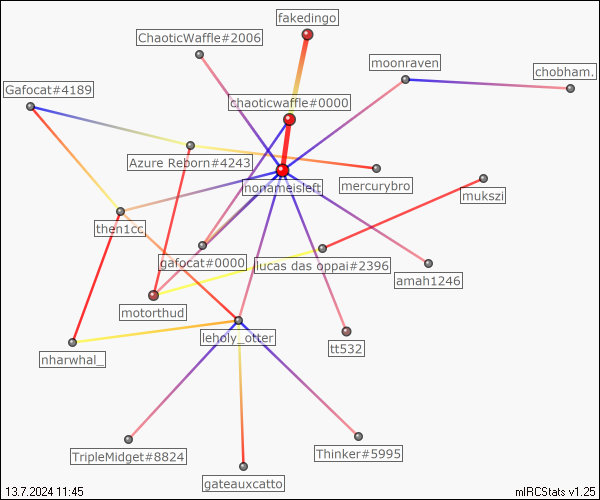 fakedingo
ChaoticWaffle#2006
moonraven
chobham.
Gafocat#4189
chaoticwaffle#0000
Azure Reborn#4243
mercurybro
nonameisleft
mukszi
then1cc
gafocat#0000
lucas das oppai#2396
amah1246
motorthud
leholy_otter
tt532
nharwhal_
TripleMidget#8824
Thinker#5995
gateauxcatto
13.7.2024 11:45
mIRCStats v1.25